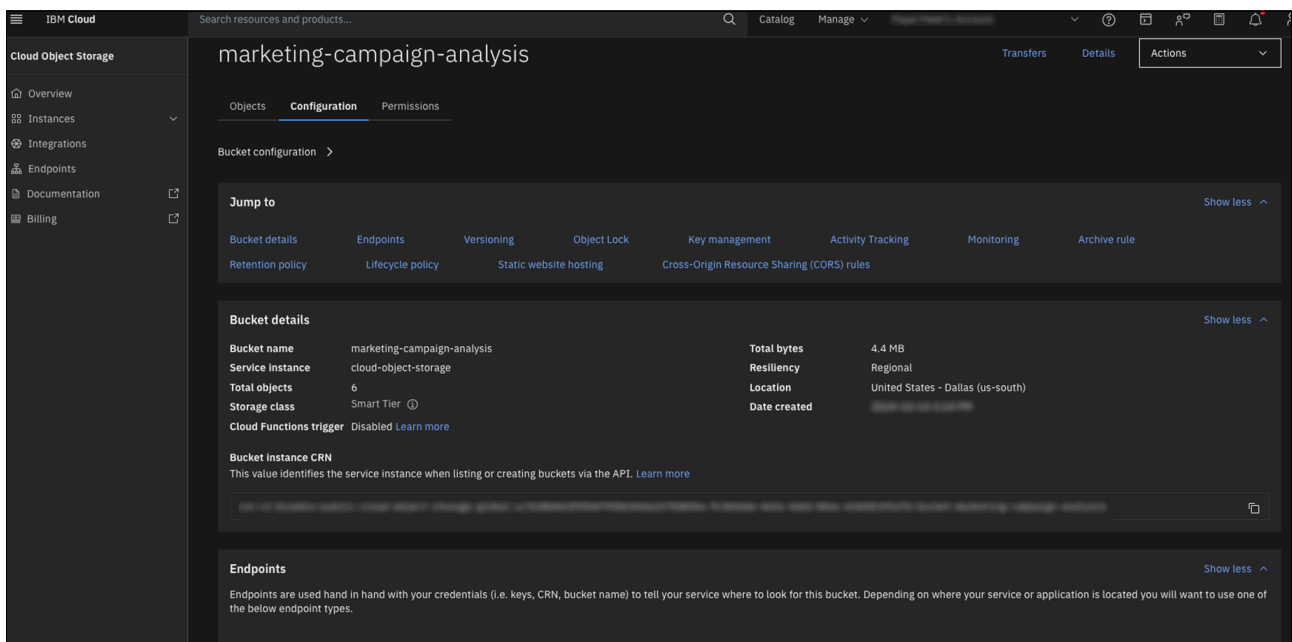 IBM Cloud
Search resources and products...
Catalog
Manage
Cloud Object Storage
Overview
Instances
Integrations
Endpoints
Documentation
Billing
marketing-campaign-analysis
Transfers
Details
Actions
Objects
Configuration
Permissions
Bucket configuration
Jump to
Show less
Bucket details Endpoints Versioning Object Lock Key management Activity Tracking Monitoring Archive rule
Retention policy Lifecycle policy Static website hosting Cross-Origin Resource Sharing (CORS) rules
Bucket details
Show less
Bucket name marketing-campaign-analysis
Service instance cloud-object-storage
Total objects 6
Storage class Smart Tier
Cloud Functions trigger Disabled Learn more
Total bytes 4.4 MB
Resiliency Regional
Location United States - Dallas (us-south)
Date created
Bucket instance CRN
This value identifies the service instance when listing or creating buckets via the API. Learn more
Endpoints
Show less
Endpoints are used hand in hand with your credentials (i.e. keys, CRN, bucket name) to tell your service where to look for this bucket. Depending on where your service or application is located you will want to use one of
the below endpoint types.